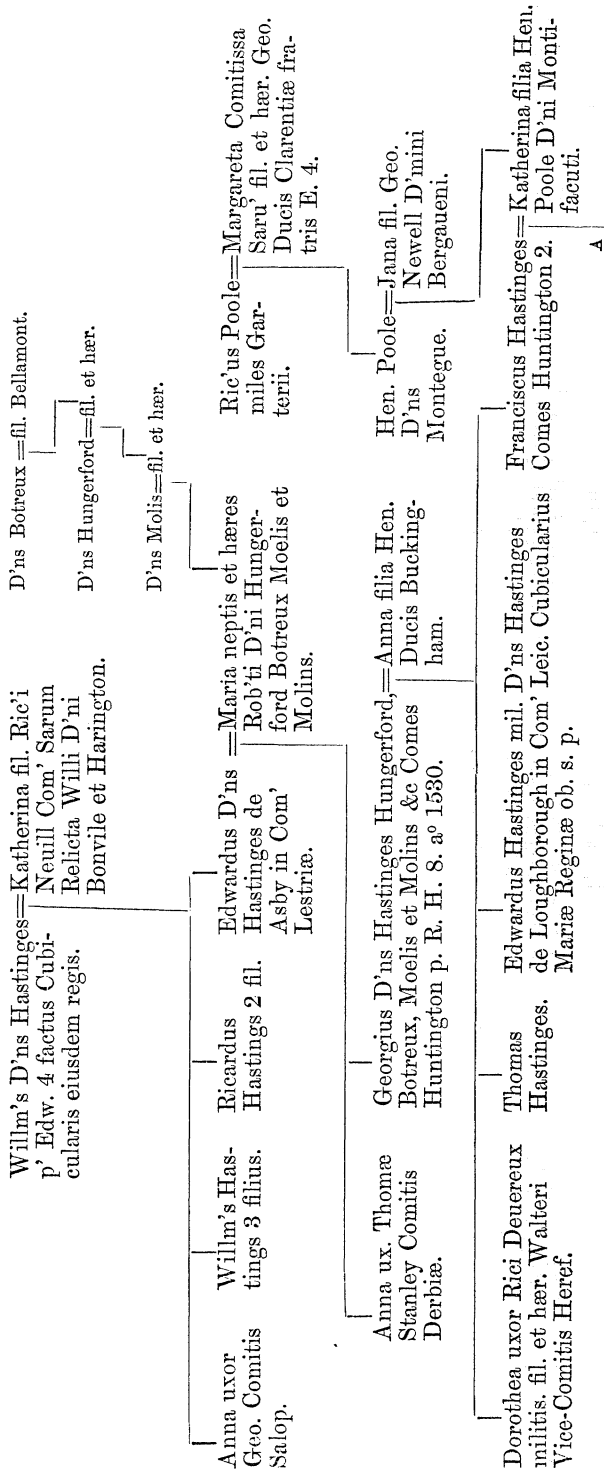 Willm's D'ns Hastinges=Katherina fil. Ric'i
p' Edw. 4 factus Cubi-
cularis eiusdem regis.
Neuill Com' Sarum
Relicta Willi D'ni
Bonvile et Harington.
D'ns Botreux=fil. Bellamont.
D'ns Hungerford=fil. et hær.
D'ns Molis=fil. et hær.
Anna uxor
Geo. Comitis
Salop.
Willm's Has-
tings 3 filius.
Ricardus
Hastings 2 fil.
Edwardus D'ns
Hastinges de
Asby in Com'
Lestriæ.
=Maria neptis et hæres
Rob'ti D'ni Hunger-
ford Botreux Moelis et
Molins.
Ric'us Poole=Margareta Comitissa
miles Gar-
terii.
Saru' fil. et hær. Geo.
Ducis Clarentiæ fra-
tris E. 4.
Anna ux. Thomæ
Stanley Comitis
Derbiæ.
Georgius D'ns Hastinges Hungerford,=Anna filia Hen.
Botreux, Moelis et Molins &c Comes
Huntington p. R. H. 8. aº 1530.
Ducis Bucking-
ham.
Hen. Poole=Jana fil. Geo.
D'ns
Montegue.
Newell D'mini
Bergaueni.
Dorothea uxor Rici Deuereux
militis. fil. et hær. Walteri
Vice-Comitis Heref.
Thomas
Hastinges.
Edwardus Hastinges mil. D'ns Hastinges
de Loughborough in Com' Leic. Cubicularius
Mariæ Reginæ ob. s. p.
Franciscus Hastinges=Katherina filia Hen.
Comes Huntington 2.
Poole D'ni Monti-
facuti.
A